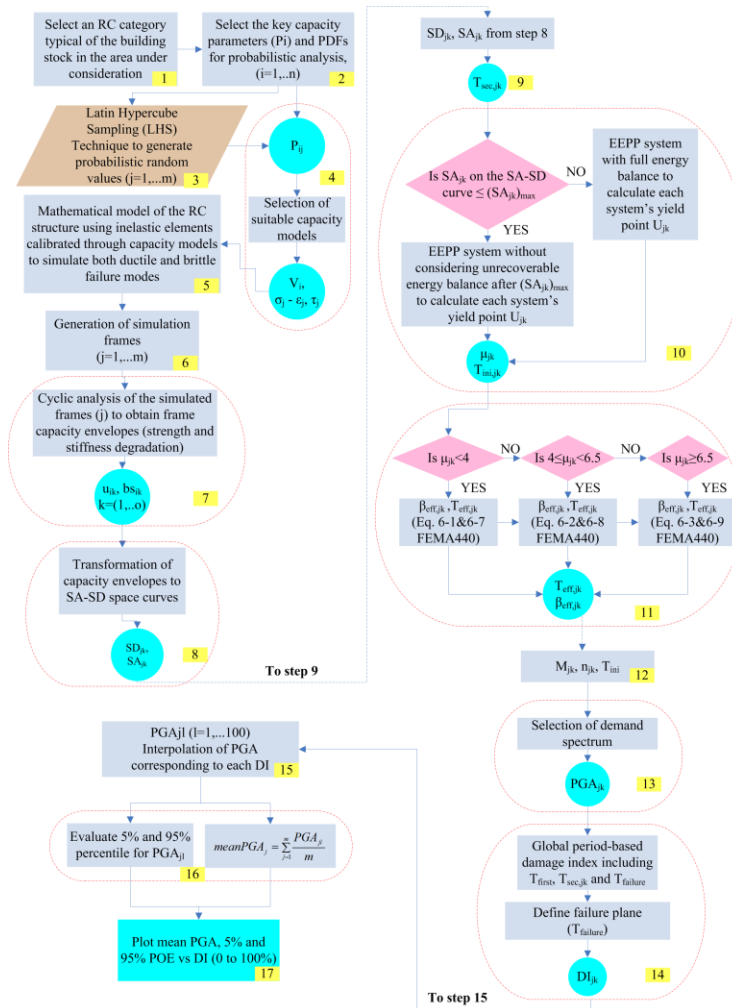 Select an RC category
typical of the building
stock in the area under
consideration
1
Select the key capacity
parameters (Pi) and PDFs
for probabilistic analysis,
(i=1,..n)
2
Latin Hypercube
Sampling (LHS)
Technique to generate
probabilistic random
values (j=1,...m)
3
Pij
4
Selection of
suitable capacity
models
Vi,
σj - εj, τj
Mathematical model of the RC
structure using inelastic elements
calibrated through capacity models
to simulate both ductile and brittle
failure modes
5
Generation of simulation
frames
(j=1,...m)
6
Cyclic analysis of the simulated
frames (j) to obtain frame
capacity envelopes (strength and
stiffness degradation)
uik, bsik
k=(1,..o)
7
Transformation of
capacity envelopes to
SA-SD space curves
SDjk,
SAjk
8
To step 9
SDjk, SAjk from step 8
Tsec,jk
9
Is SAjk on the SA-SD
curve ≤ (SAjk)max
NO
YES
EEPP system
with full energy
balance to
calculate each
system's yield
point Ujk
EEPP system without
considering unrecoverable
energy balance after (SAjk)max
to calculate each system's
yield point Ujk
10
μjk
Tini,jk
Is μjk<4
NO
Is 4≤μjk<6.5
NO
Is μjk≥6.5
YES
YES
YES
βeff,jk ,Teff,jk
(Eq. 6-1&6-7
FEMA440)
βeff,jk ,Teff,jk
(Eq. 6-2&6-8
FEMA440)
βeff,jk ,Teff,jk
(Eq. 6-3&6-9
FEMA440)
Teff,jk
βeff,jk
11
Mjk, njk, Tini
12
Selection of demand
spectrum
PGAjk
13
Global period-based
damage index including
Tfirst, Tsec,jk and Tfailure
Define failure plane
(Tfailure)
DIjk
14
To step 15
PGAjl (l=1,...100)
Interpolation of PGA
corresponding to each DI
15
Evaluate 5% and 95%
percentile for PGAjl
16
meanPGAj = ∑ j=1 m PGAjl / m
Plot mean PGA, 5% and
95% POE vs DI (0 to 100%)
17